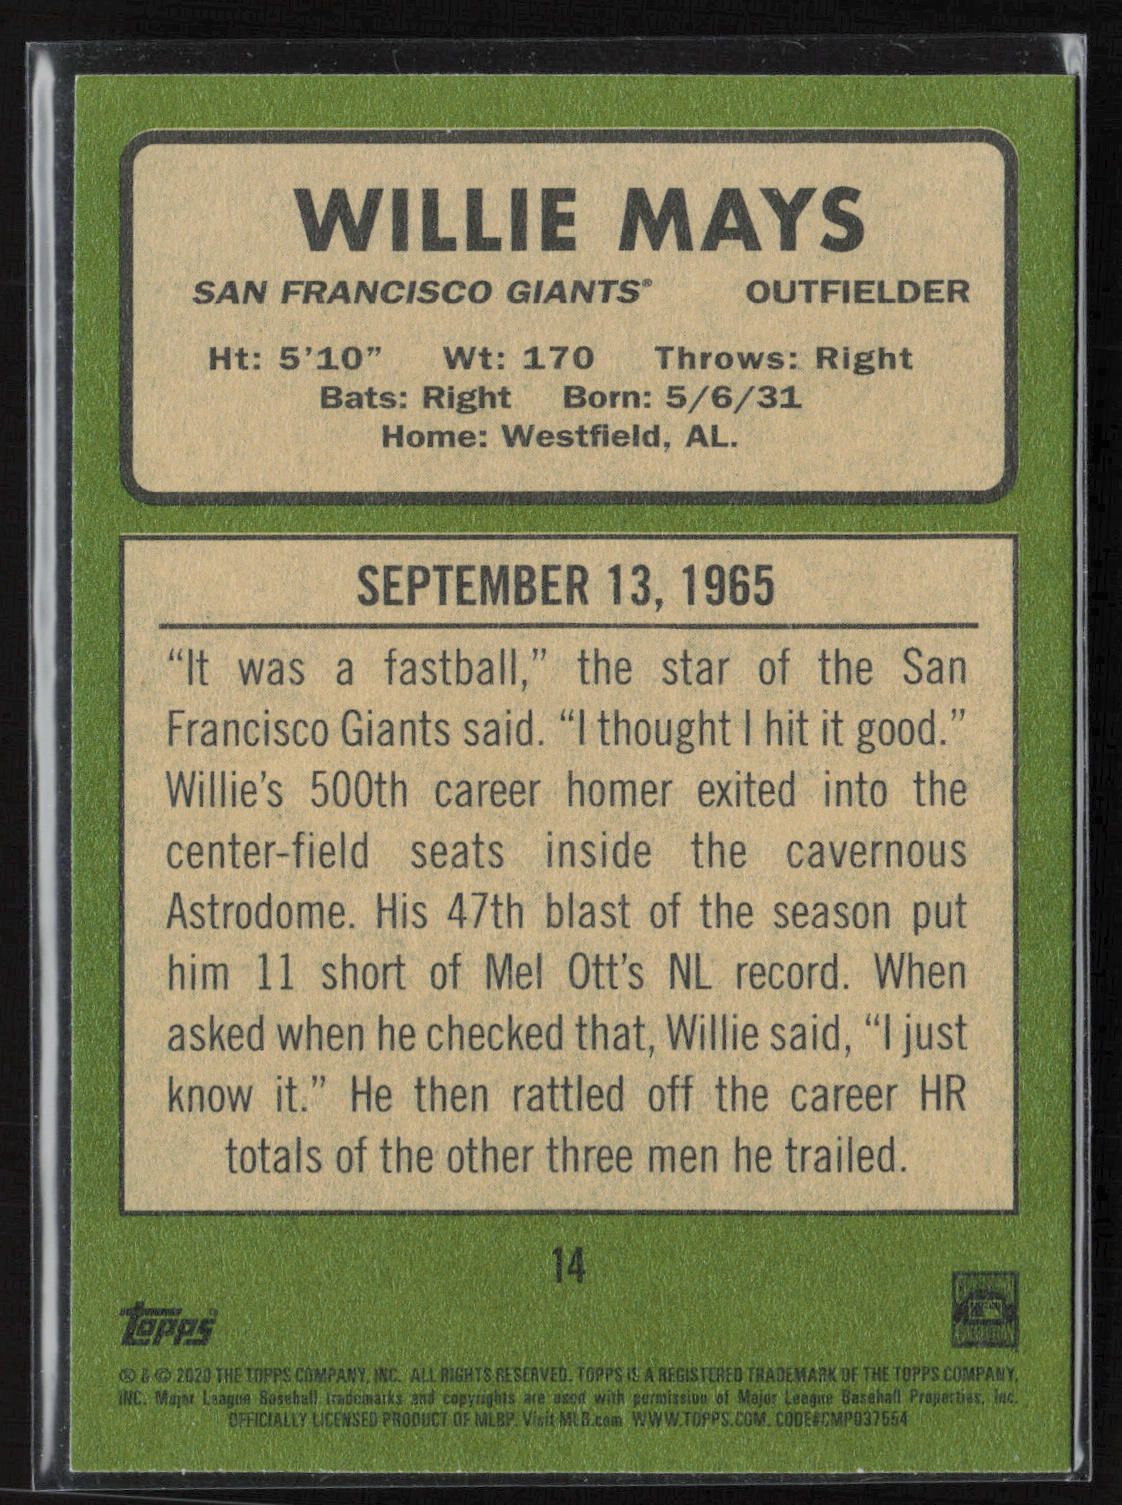 WILLIE MAYS
SAN FRANCISCO GIANTS® OUTFIELDER
Ht: 5'10” Wt: 170 Throws: Right
Bats: Right Born: 5/6/31
Home: Westfield, AL.
SEPTEMBER 13, 1965
“It was a fastball,” the star of the San
Francisco Giants said. “I thought I hit it good.”
Willie’s 500th career homer exited into the
center-field seats inside the cavernous
Astrodome. His 47th blast of the season put
him 11 short of Mel Ott’s NL record. When
asked when he checked that, Willie said, “I just
know it.” He then rattled off the career HR
totals of the other three men he trailed.
14
Topps
® & © 2020 THE TOPPS COMPANY, INC. ALL RIGHTS RESERVED. TOPPS IS A REGISTERED TRADEMARK OF THE TOPPS COMPANY,
INC. Major League Baseball trademarks and copyrights are used with permission of Major League Baseball Properties, Inc.
OFFICIALLY LICENSED PRODUCT OF MLBP. Visit MLB.com WWW.TOPPS.COM. CODE#CMP037554